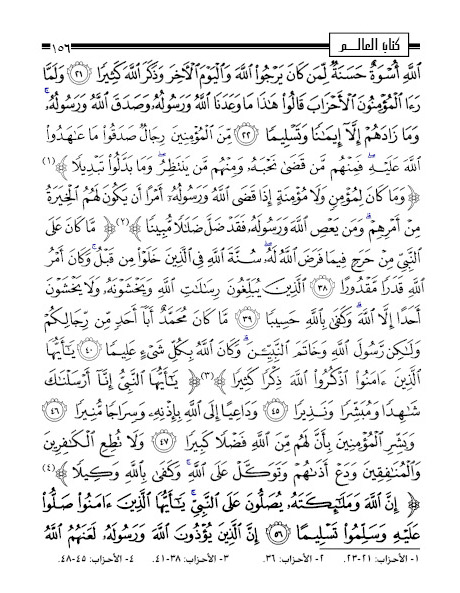 كتاب العالم ١٥٦
ٱللَّهِ أُسْوَةٌ حَسَنَةٌ لِّمَن كَانَ يَرْجُوا۟ ٱللَّهَ وَٱلْيَوْمَ ٱلْـَٔاخِرَ وَذَكَرَ ٱللَّهَ كَثِيرًا ﴿٢١﴾ وَلَمَّا
رَءَا ٱلْمُؤْمِنُونَ ٱلْأَحْزَابَ قَالُوا۟ هَـٰذَا مَا وَعَدَنَا ٱللَّهُ وَرَسُولُهُۥ وَصَدَقَ ٱللَّهُ وَرَسُولُهُۥ ۚ
وَمَا زَادَهُمْ إِلَّآ إِيمَـٰنًا وَتَسْلِيمًا ﴿٢٢﴾ مِّنَ ٱلْمُؤْمِنِينَ رِجَالٌ صَدَقُوا۟ مَا عَـٰهَدُوا۟
ٱللَّهَ عَلَيْهِ ۖ فَمِنْهُم مَّن قَضَىٰ نَحْبَهُۥ وَمِنْهُم مَّن يَنتَظِرُ ۖ وَمَا بَدَّلُوا۟ تَبْدِيلًا ﴾(١)
﴿ وَمَا كَانَ لِمُؤْمِنٍ وَلَا مُؤْمِنَةٍ إِذَا قَضَى ٱللَّهُ وَرَسُولُهُۥٓ أَمْرًا أَن يَكُونَ لَهُمُ ٱلْخِيَرَةُ
مِنْ أَمْرِهِمْ ۗ وَمَن يَعْصِ ٱللَّهَ وَرَسُولَهُۥ فَقَدْ ضَلَّ ضَلَـٰلًا مُّبِينًا ﴾(٢) ﴿ مَّا كَانَ عَلَى
ٱلنَّبِىِّ مِنْ حَرَجٍ فِيمَا فَرَضَ ٱللَّهُ لَهُۥ ۖ سُنَّةَ ٱللَّهِ فِى ٱلَّذِينَ خَلَوْا۟ مِن قَبْلُ ۚ وَكَانَ أَمْرُ
ٱللَّهِ قَدَرًا مَّقْدُورًا ﴿٣٨﴾ ٱلَّذِينَ يُبَلِّغُونَ رِسَـٰلَـٰتِ ٱللَّهِ وَيَخْشَوْنَهُۥ وَلَا يَخْشَوْنَ
أَحَدًا إِلَّا ٱللَّهَ ۗ وَكَفَىٰ بِٱللَّهِ حَسِيبًا ﴿٣٩﴾ مَّا كَانَ مُحَمَّدٌ أَبَآ أَحَدٍ مِّن رِّجَالِكُمْ
وَلَـٰكِن رَّسُولَ ٱللَّهِ وَخَاتَمَ ٱلنَّبِيِّـۧنَ ۗ وَكَانَ ٱللَّهُ بِكُلِّ شَىْءٍ عَلِيمًا ﴿٤٠﴾ يَـٰٓأَيُّهَا
ٱلَّذِينَ ءَامَنُوا۟ ٱذْكُرُوا۟ ٱللَّهَ ذِكْرًا كَثِيرًا ﴾(٣) ﴿ يَـٰٓأَيُّهَا ٱلنَّبِىُّ إِنَّآ أَرْسَلْنَـٰكَ
شَـٰهِدًا وَمُبَشِّرًا وَنَذِيرًا ﴿٤٥﴾ وَدَاعِيًا إِلَى ٱللَّهِ بِإِذْنِهِۦ وَسِرَاجًا مُّنِيرًا ﴿٤٦﴾
وَبَشِّرِ ٱلْمُؤْمِنِينَ بِأَنَّ لَهُم مِّنَ ٱللَّهِ فَضْلًا كَبِيرًا ﴿٤٧﴾ وَلَا تُطِعِ ٱلْكَـٰفِرِينَ
وَٱلْمُنَـٰفِقِينَ وَدَعْ أَذَىٰهُمْ وَتَوَكَّلْ عَلَى ٱللَّهِ ۚ وَكَفَىٰ بِٱللَّهِ وَكِيلًا ﴾(٤)
﴿ إِنَّ ٱللَّهَ وَمَلَـٰٓئِكَتَهُۥ يُصَلُّونَ عَلَى ٱلنَّبِىِّ ۚ يَـٰٓأَيُّهَا ٱلَّذِينَ ءَامَنُوا۟ صَلُّوا۟
عَلَيْهِ وَسَلِّمُوا۟ تَسْلِيمًا ﴿٥٦﴾ إِنَّ ٱلَّذِينَ يُؤْذُونَ ٱللَّهَ وَرَسُولَهُۥ لَعَنَهُمُ ٱللَّهُ
١- الأحزاب: ٢١-٢٣. ٢- الأحزاب: ٣٦. ٣- الأحزاب: ٣٨-٤١. ٤- الأحزاب: ٤٥-٤٨.